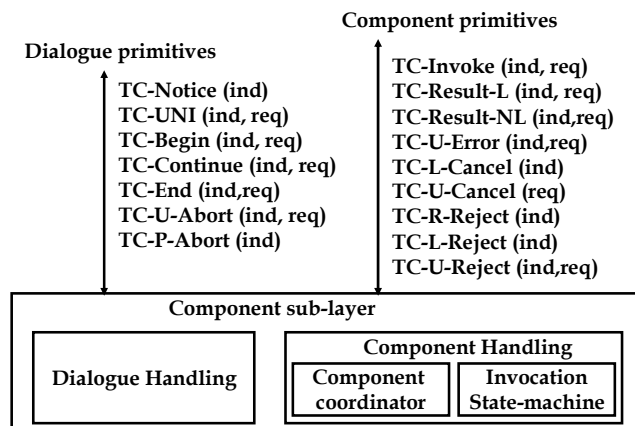 Dialogue primitives
TC-Notice (ind)
TC-UNI (ind, req)
TC-Begin (ind, req)
TC-Continue (ind, req)
TC-End (ind,req)
TC-U-Abort (ind, req)
TC-P-Abort (ind)
Component primitives
TC-Invoke (ind, req)
TC-Result-L (ind, req)
TC-Result-NL (ind,req)
TC-U-Error (ind,req)
TC-L-Cancel (ind)
TC-U-Cancel (req)
TC-R-Reject (ind)
TC-L-Reject (ind)
TC-U-Reject (ind,req)
Component sub-layer
Dialogue Handling
Component Handling
Component
coordinator
Invocation
State-machine